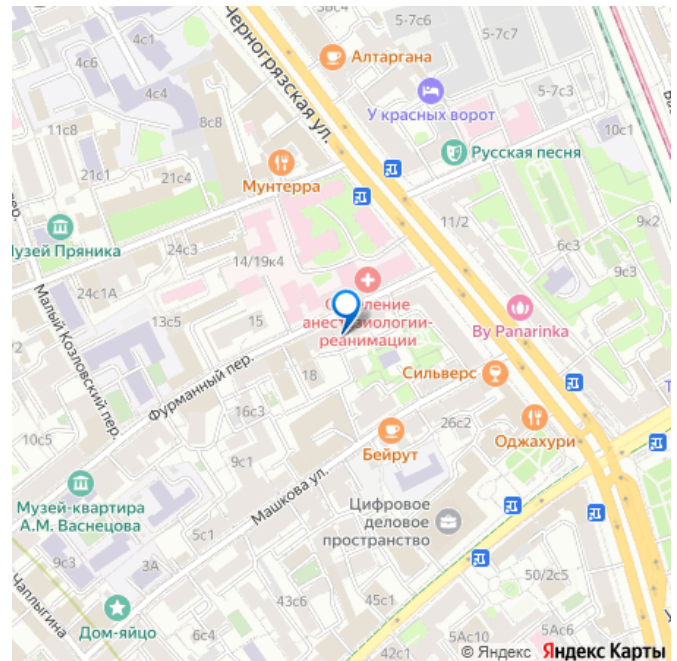 3Вс4
5-7с6
5-7с7
4с1
4с6
4с4
Черногрязская ул.
Алтаргана
У красных ворот
5-7с3
11с8
8с8
10с1
Русская песня
21с1
21с4
Мунтерра
пер.
Музей Пряника
24с3
11/2
9к2
6с3
14/19к4
9с3
24с1А
Малый Козловский пер.
13с5
15
анестезиологии-
реанимации
By Panarinka
Фурманный пер.
18
Сильверс
16с3
26с2
Оджахури
10с5
Бейрут
9с1
Музей-квартира
А.М. Васнецова
Машкова ул.
Цифровое
деловое
пространство
5с1
3А
Чаплыгина
50/2с5
43с6
45с1
Дом-яйцо
6с4
5Ас10
5Ас6
42с1
© Яндекс Яндекс Карты